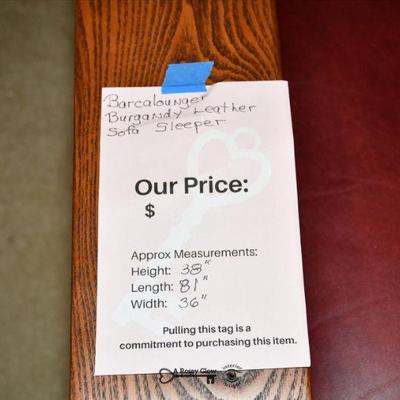 Barcalounger
Burgandy Leather
Sofa Sleeper
Our Price:
$
Approx Measurements:
Height: 38"
Length: 81"
Width: 36"
Pulling this tag is a
commitment to purchasing this item.
A Rosey Glow
interior